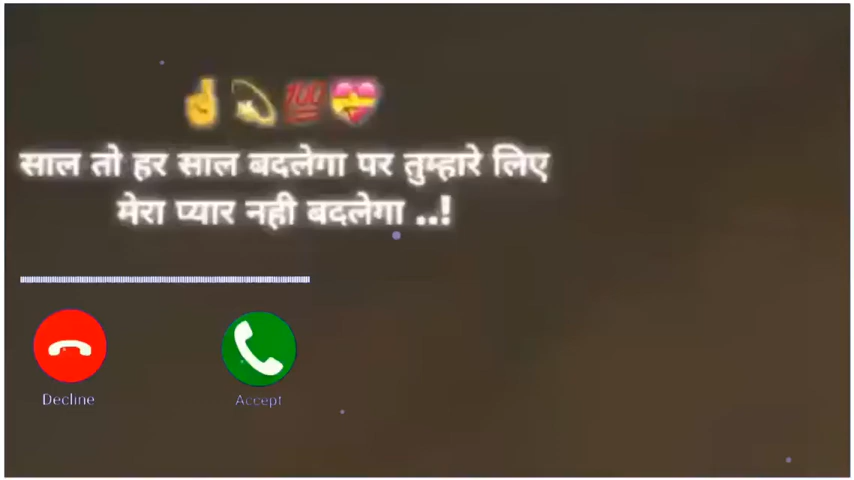 ☝💫💯💝
साल तो हर साल बदलेगा पर तुम्हारे लिए
मेरा प्यार नही बदलेगा ..!
Decline
Accept